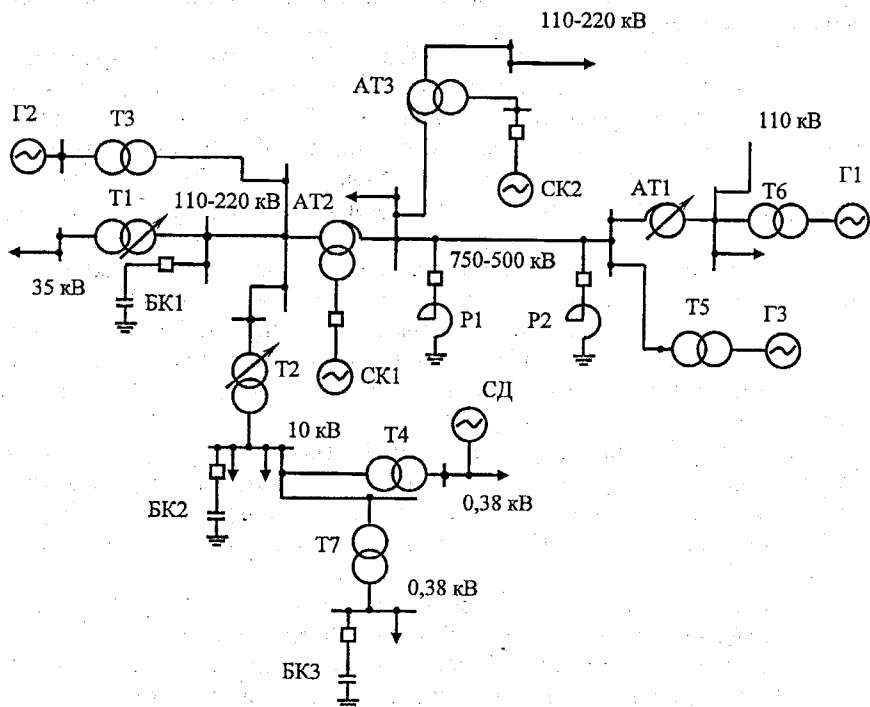 110-220 кВ
АТ3
Г2
Т3
110 кВ
СК2
АТ1
Т6
Г1
Т1
110-220 кВ
АТ2
750-500 кВ
35 кВ
БК1
Р1
Р2
Т5
Г3
Т2
СК1
СД
10 кВ
Т4
0,38 кВ
БК2
Т7
0,38 кВ
БК3